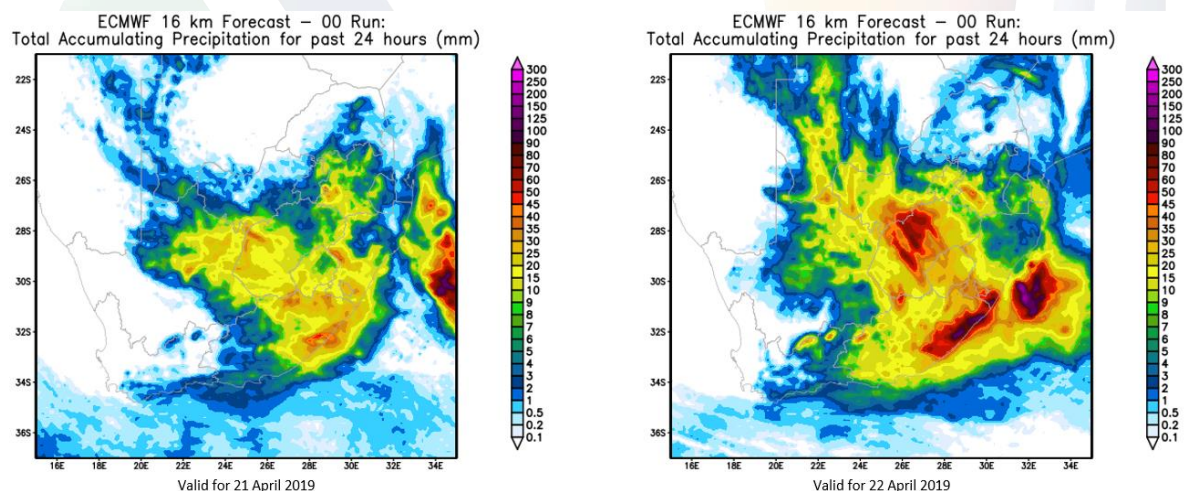 ECMWF 16 km Forecast – 00 Run:
Total Accumulating Precipitation for past 24 hours (mm)
22S
24S
26S
28S
30S
32S
34S
36S
16E 18E 20E 22E 24E 26E 28E 30E 32E 34E
300
250
200
150
125
100
90
80
70
60
50
45
40
35
30
25
20
15
10
9
8
7
6
5
4
3
2
1
0.5
0.2
0.1
Valid for 21 April 2019
ECMWF 16 km Forecast – 00 Run:
Total Accumulating Precipitation for past 24 hours (mm)
22S
24S
26S
28S
30S
32S
34S
36S
16E 18E 20E 22E 24E 26E 28E 30E 32E 34E
300
250
200
150
125
100
90
80
70
60
50
45
40
35
30
25
20
15
10
9
8
7
6
5
4
3
2
1
0.5
0.2
0.1
Valid for 22 April 2019